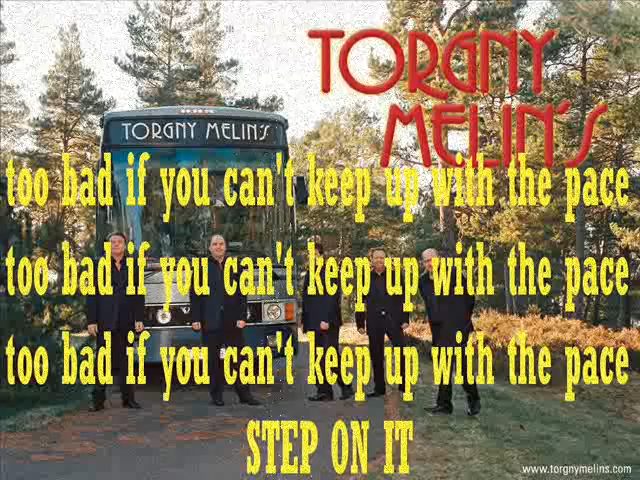 TORGNY
MELIN'S
TORGNY MELIN'S
too bad if you can't keep up with the pace
too bad if you can't keep up with the pace
too bad if you can't keep up with the pace
STEP ON IT
www.torgnymelins.com